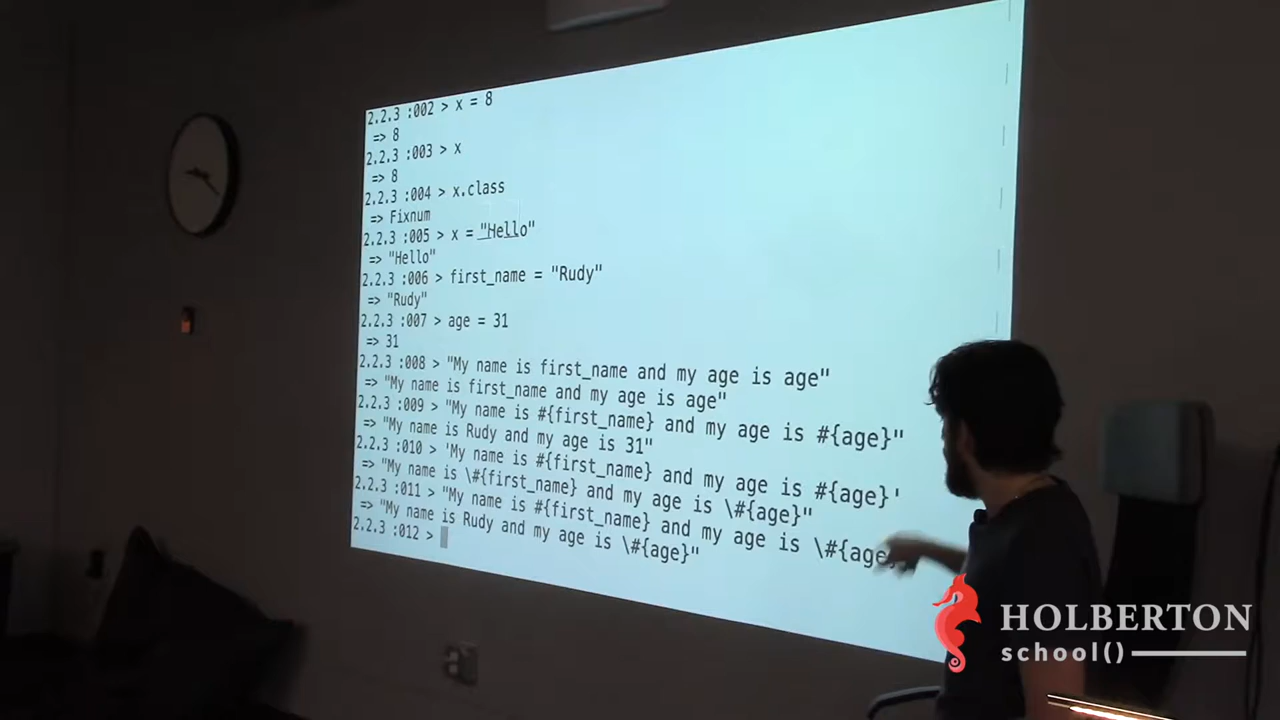 2.2.3 :002 > x = 8
=> 8
2.2.3 :003 > x
=> 8
2.2.3 :004 > x.class
=> Fixnum
2.2.3 :005 > x = "Hello"
=> "Hello"
2.2.3 :006 > first_name = "Rudy"
=> "Rudy"
2.2.3 :007 > age = 31
=> 31
2.2.3 :008 > "My name is first_name and my age is age"
=> "My name is first_name and my age is age"
2.2.3 :009 > "My name is #{first_name} and my age is #{age}"
=> "My name is Rudy and my age is 31"
2.2.3 :010 > 'My name is #{first_name} and my age is #{age}'
=> "My name is \#{first_name} and my age is \#{age}"
2.2.3 :011 > "My name is #{first_name} and my age is \#{age
=> "My name is Rudy and my age is \#{age}"
2.2.3 :012 >
HOLBERTON
school()